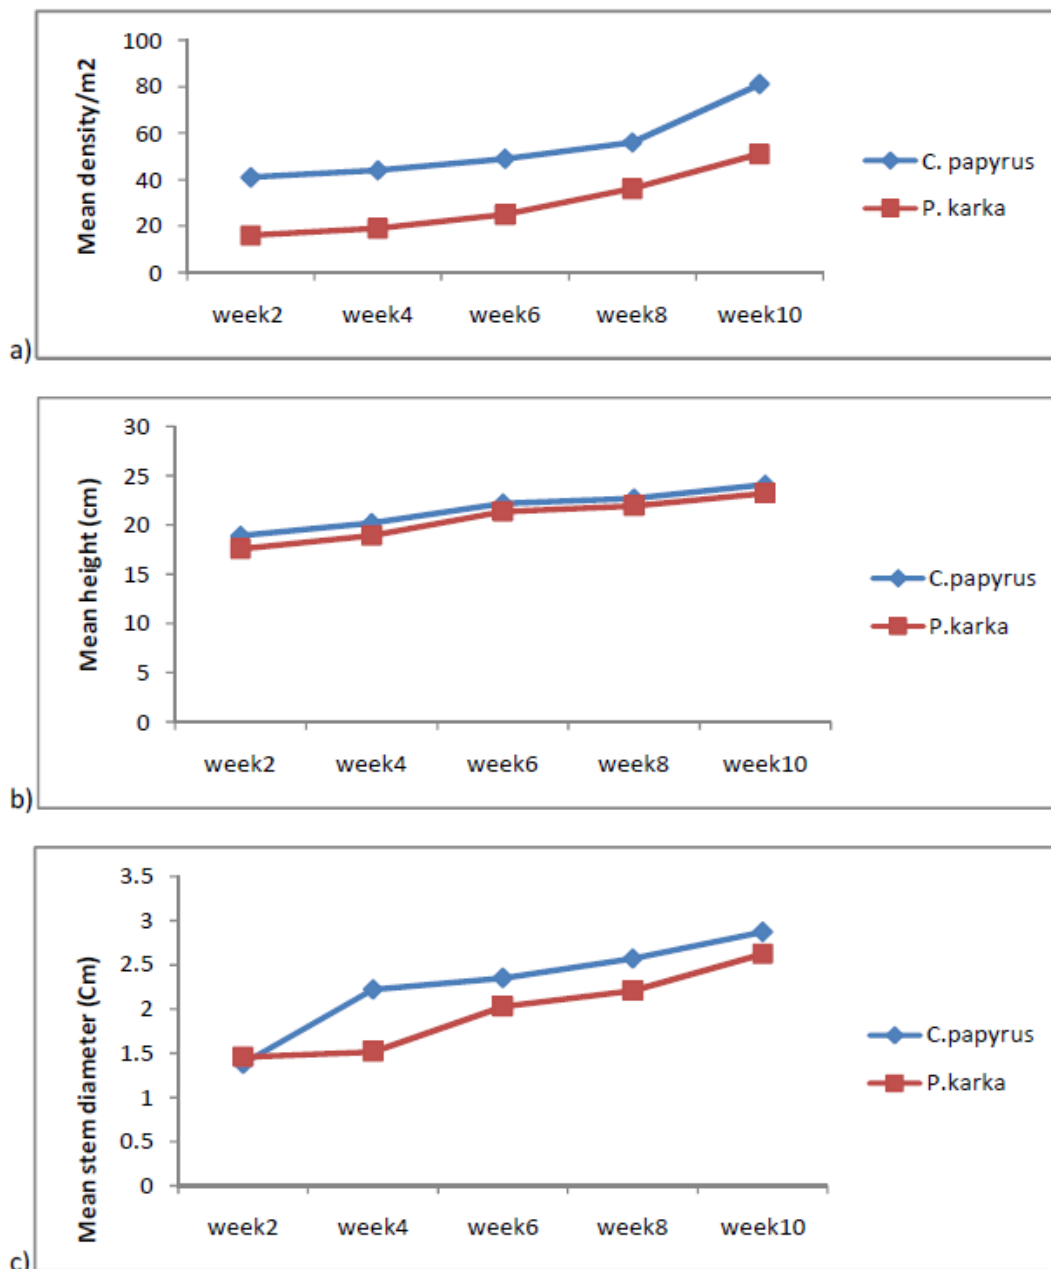 100
80
60
40
20
0
Mean density/m2
week2 week4 week6 week8 week10
C. papyrus
P. karka
a)
30
25
20
15
10
5
0
Mean height (cm)
week2 week4 week6 week8 week10
C.papyrus
P.karka
b)
3.5
3
2.5
2
1.5
1
0.5
0
Mean stem diameter (Cm)
week2 week4 week6 week8 week10
C.papyrus
P.karka
c)